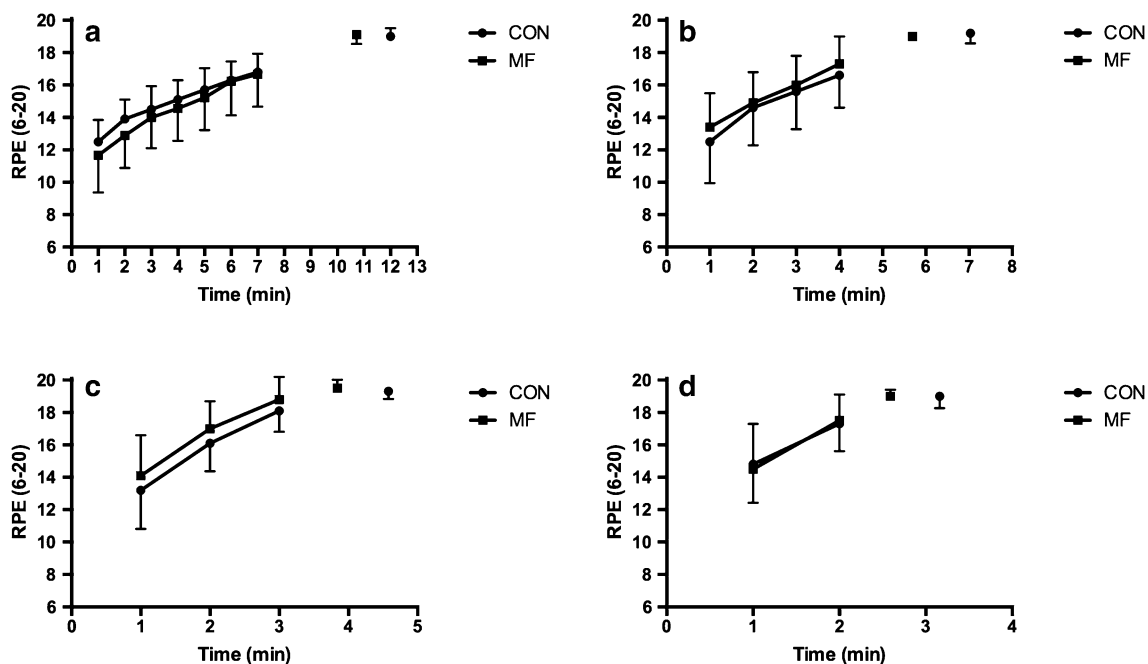 a
RPE (6-20)
20
18
16
14
12
10
8
6
0 1 2 3 4 5 6 7 8 9 10 11 12 13
Time (min)
CON
MF
b
RPE (6-20)
20
18
16
14
12
10
8
6
0 1 2 3 4 5 6 7 8
Time (min)
CON
MF
c
RPE (6-20)
20
18
16
14
12
10
8
6
0 1 2 3 4 5
Time (min)
CON
MF
d
RPE (6-20)
20
18
16
14
12
10
8
6
0 1 2 3 4
Time (min)
CON
MF